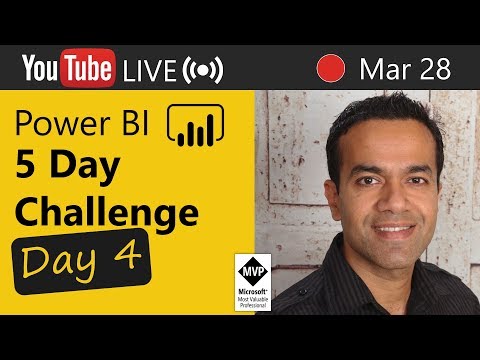 YouTube LIVE
Mar 28
Power BI
5 Day
Challenge
Day 4
MVP
Microsoft®
Most Valuable
Professional